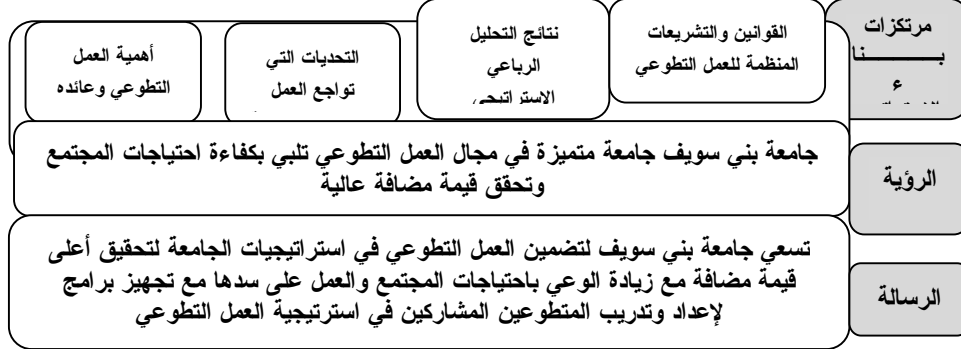 مرتكزات
بـــــــــــنا
ء
القوانين والتشريعات
المنظمة للعمل التطوعي
نتائج التحليل
الرباعي
الاستراتيجي
التحديات التي
تواجع العمل
أهمية العمل
التطوعي وعائده
الرؤية
جامعة بني سويف جامعة متميزة في مجال العمل التطوعي تلبي بكفاءة احتياجات المجتمع
وتحقق قيمة مضافة عالية
الرسالة
تسعي جامعة بني سويف لتضمين العمل التطوعي في استراتيجيات الجامعة لتحقيق أعلى
قيمة مضافة مع زيادة الوعي باحتياجات المجتمع والعمل على سدها مع تجهيز برامج
لإعداد وتدريب المتطوعين المشاركين في استرتيجية العمل التطوعي